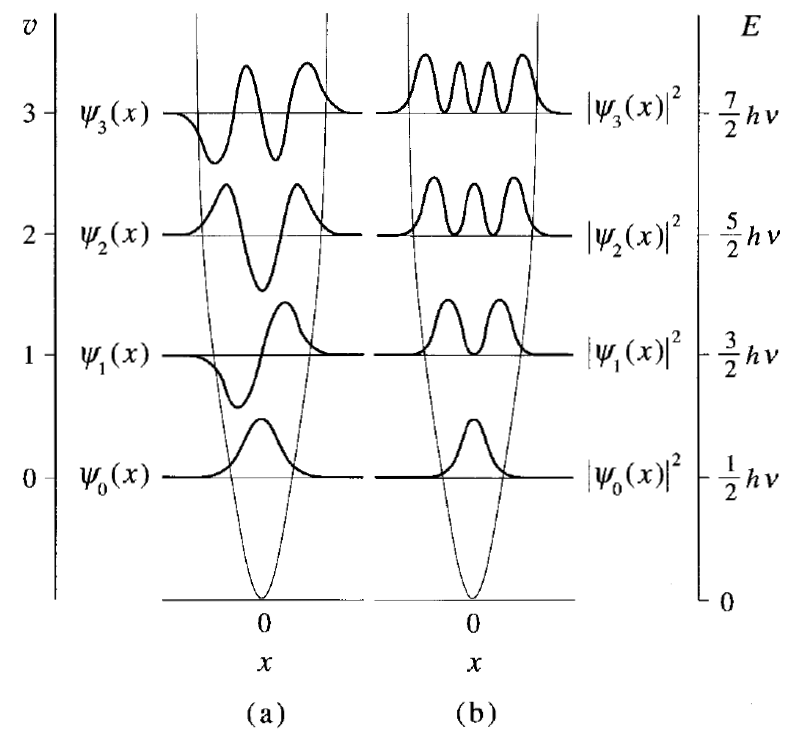 v E
3 ψ₃(x) |ψ₃(x)|² 7/2 hν
2 ψ₂(x) |ψ₂(x)|² 5/2 hν
1 ψ₁(x) |ψ₁(x)|² 3/2 hν
0 ψ₀(x) |ψ₀(x)|² 1/2 hν
0
0 0
x x
(a) (b)